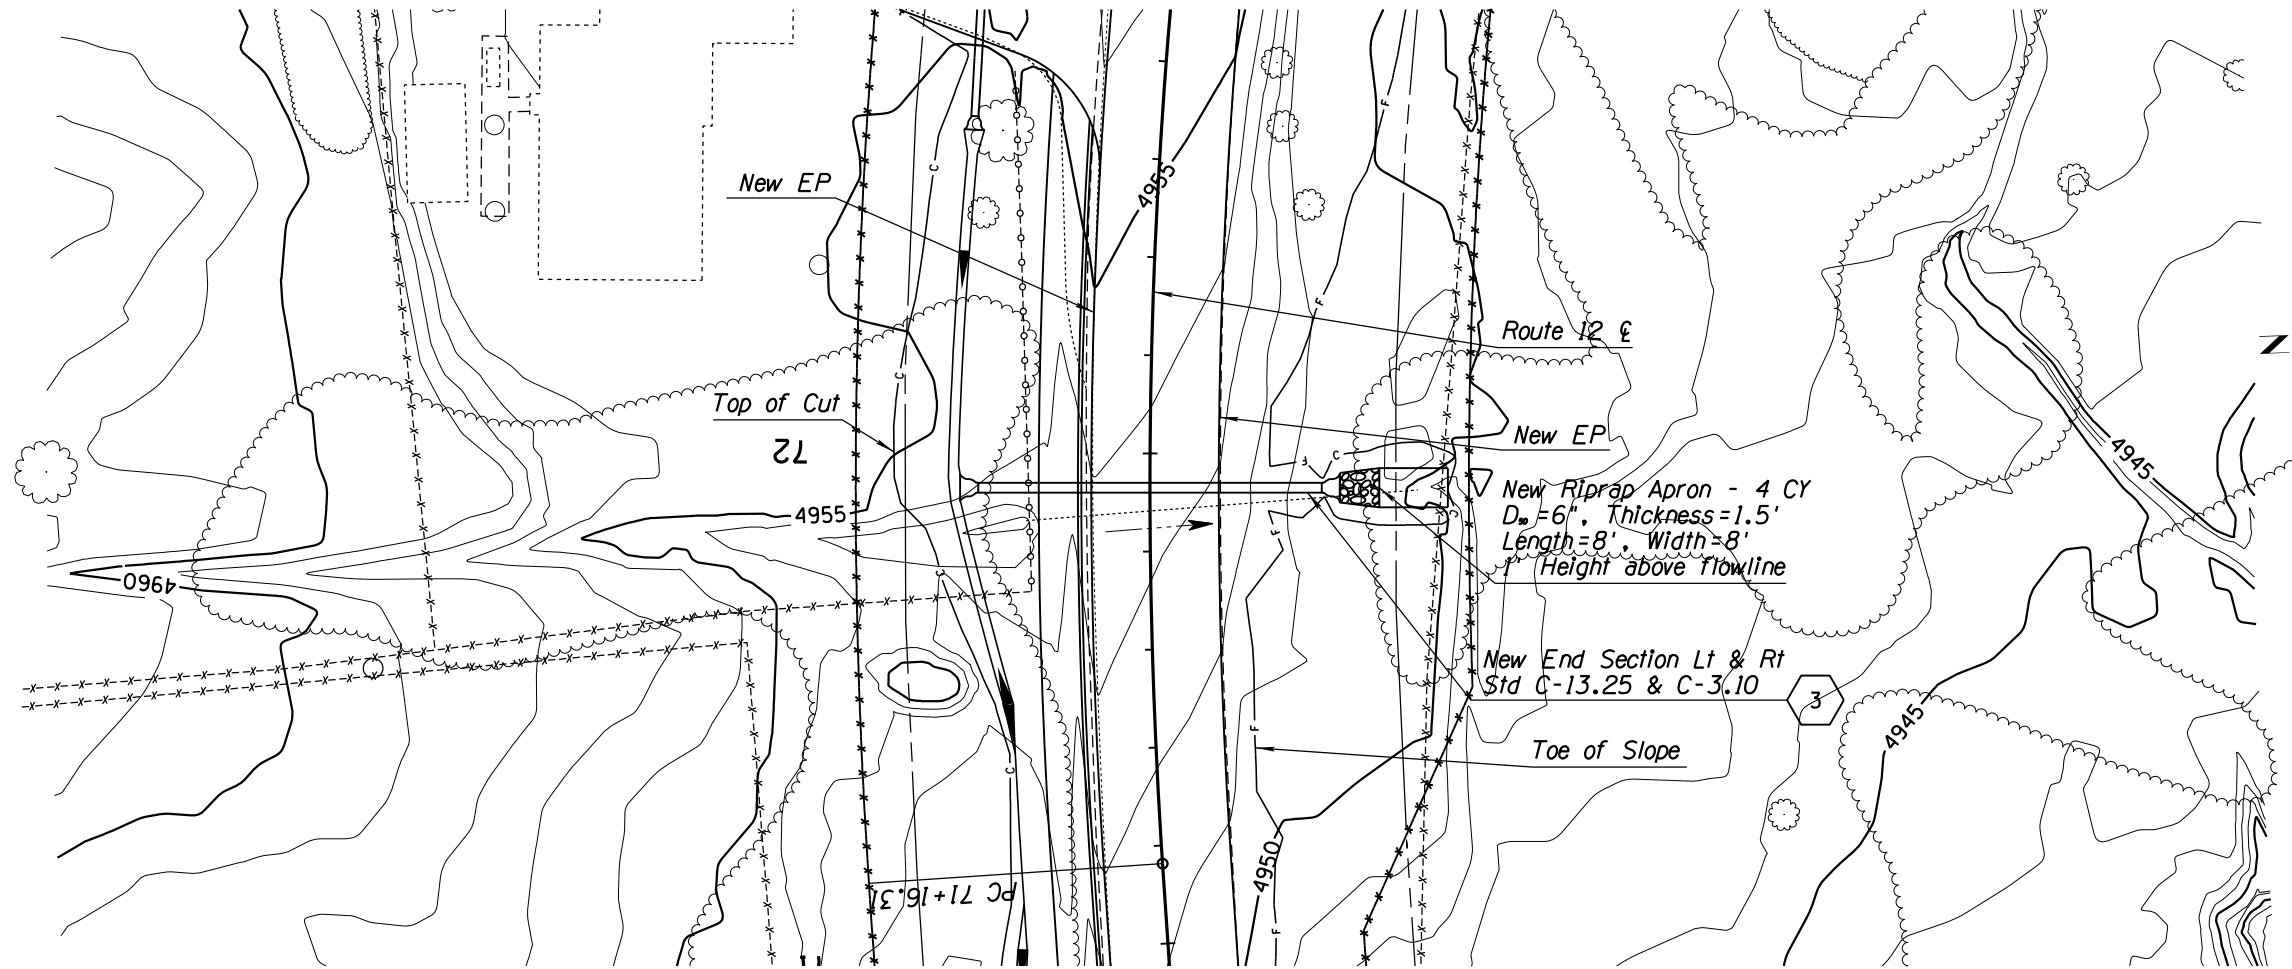 New EP
4955
Route 12 ℄
Top of Cut
72
New EP
4945
New Riprap Apron - 4 CY
D₅₀=6", Thickness=1.5'
Length=8', Width=8'
1' Height above flowline
4955
4960
New End Section Lt & Rt
Std C-13.25 & C-3.10
3
4945
Toe of Slope
4950
PC 71+16.31